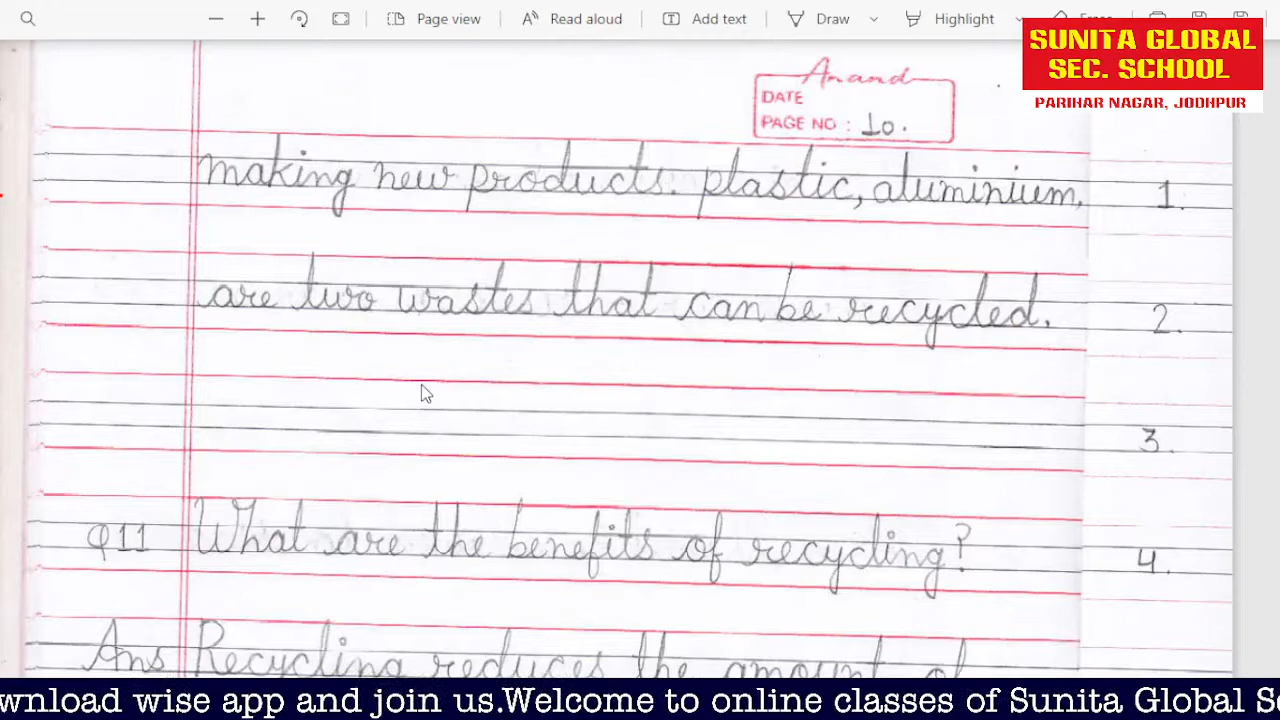 Page view
Read aloud
Add text
Draw
Highlight
SUNITA GLOBAL
SEC. SCHOOL
PARIHAR NAGAR, JODHPUR
Anand
DATE
PAGE NO : 10.
making new products. plastic, aluminium, 1.
are two wastes that can be recycled. 2.
3.
Q11 What are the benefits of recycling? 4.
Ans Recycling reduces the amount of
wnload wise app and join us.Welcome to online classes of Sunita Global S